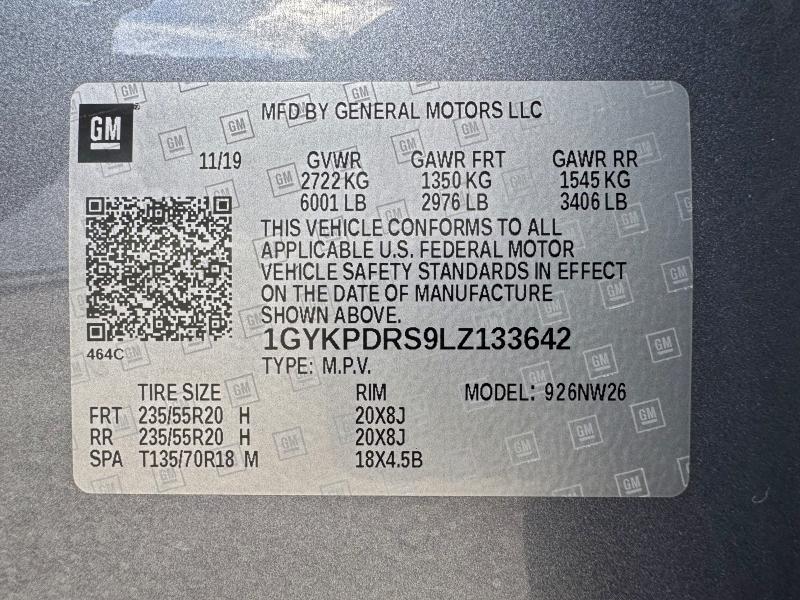 GM
MFD BY GENERAL MOTORS LLC
11/19 GVWR GAWR FRT GAWR RR
2722 KG 1350 KG 1545 KG
6001 LB 2976 LB 3406 LB
THIS VEHICLE CONFORMS TO ALL
APPLICABLE U.S. FEDERAL MOTOR
VEHICLE SAFETY STANDARDS IN EFFECT
ON THE DATE OF MANUFACTURE
SHOWN ABOVE.
1GYKPDRS9LZ133642
464C
TYPE: M.P.V.
TIRE SIZE RIM MODEL: 926NW26
FRT 235/55R20 H 20X8J
RR 235/55R20 H 20X8J
SPA T135/70R18 M 18X4.5B